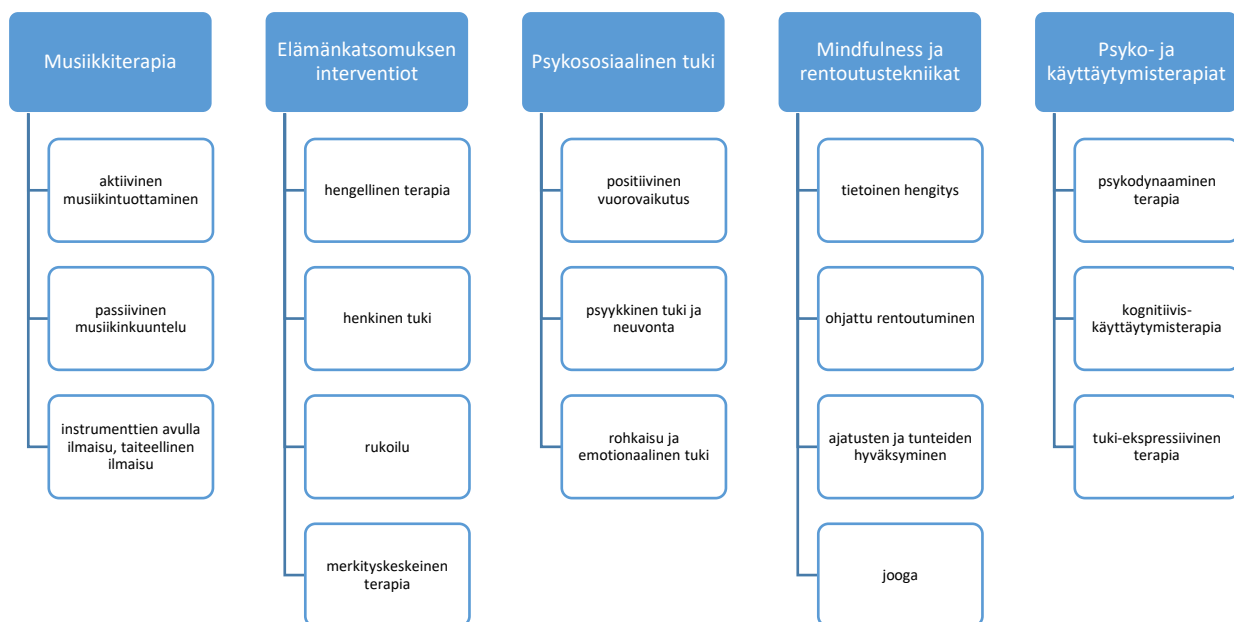 Musiikkiterapia
aktiivinen
musiikintuottaminen
passiivinen
musiikinkuuntelu
instrumenttien avulla
ilmaisu, taiteellinen
ilmaisu
Elämänkatsomuksen
interventiot
hengellinen terapia
henkinen tuki
rukoilu
merkityskeskeinen
terapia
Psykososiaalinen tuki
positiivinen
vuorovaikutus
psyykkinen tuki ja
neuvonta
rohkaisu ja
emotionaalinen tuki
Mindfulness ja
rentoutustekniikat
tietoinen hengitys
ohjattu rentoutuminen
ajatusten ja tunteiden
hyväksyminen
jooga
Psyko- ja
käyttäytymisterapiat
psykodynaaminen
terapia
kognitiivis-
käyttäytymisterapia
tuki-ekspressiivinen
terapia